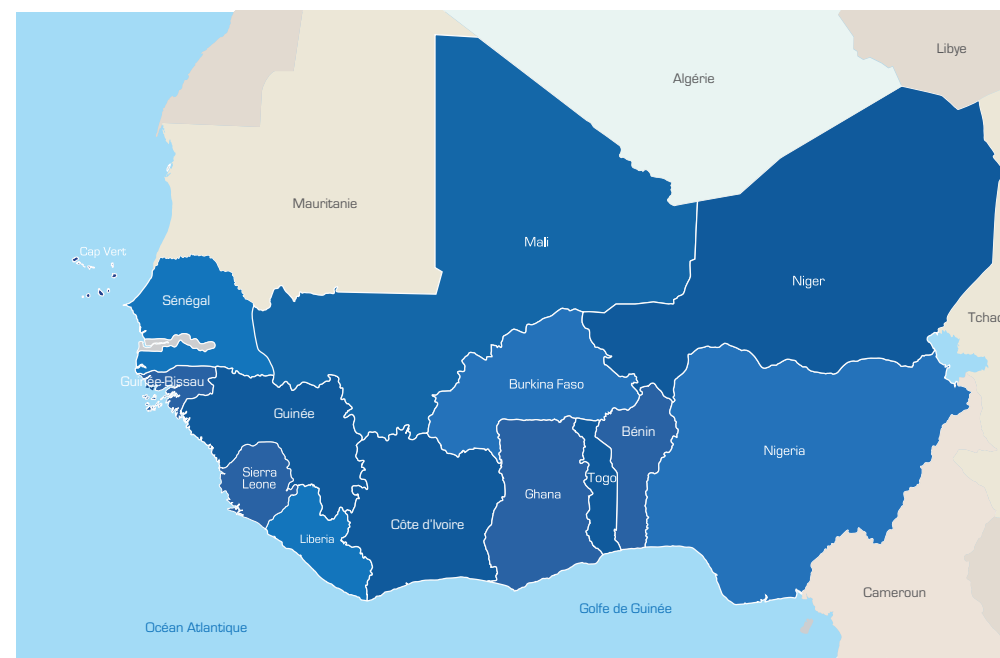 Libye
Algérie
Mauritanie
Mali
Cap Vert
Niger
Sénégal
Tchad
Guinée-Bissau
Burkina Faso
Guinée
Bénin
Nigeria
Sierra
Leone
Togo
Ghana
Côte d'Ivoire
Liberia
Cameroun
Golfe de Guinée
Océan Atlantique